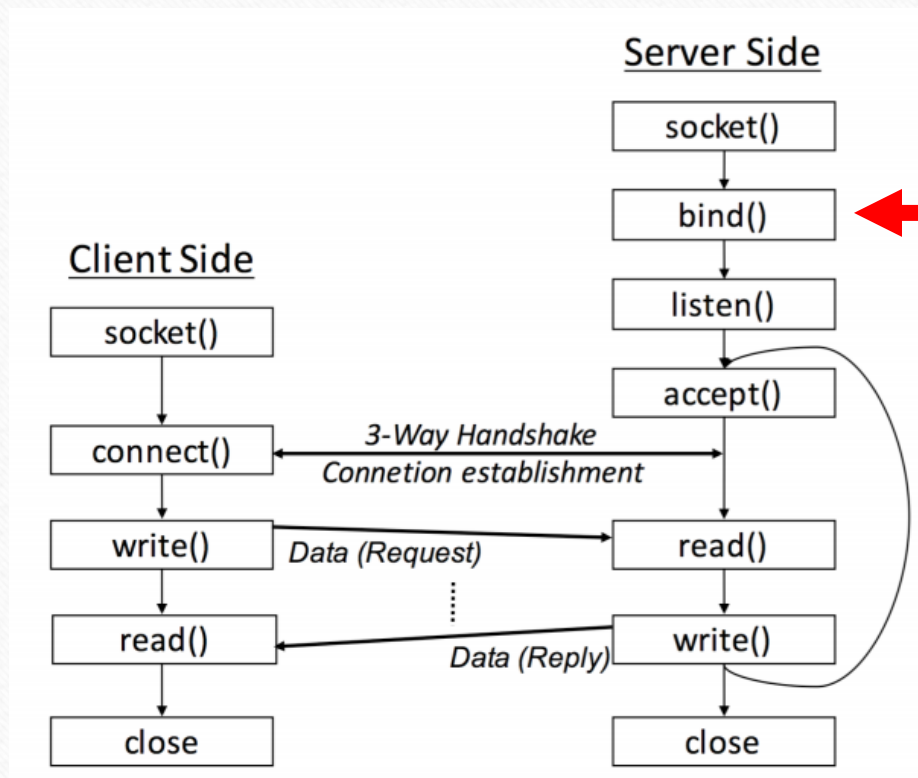 Server Side
socket()
bind()
listen()
accept()
read()
write()
close
Client Side
socket()
connect()
write()
read()
close
3-Way Handshake
Connetion establishment
Data (Request)
Data (Reply)